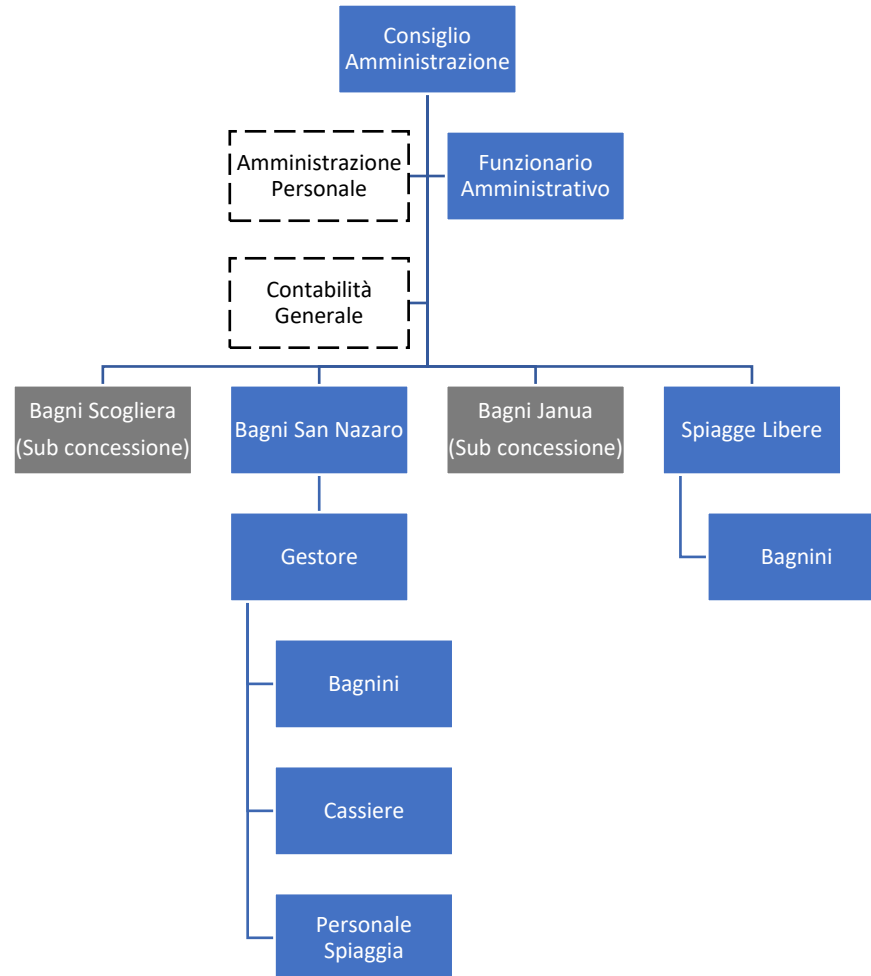 Consiglio
Amministrazione
Amministrazione
Personale
Funzionario
Amministrativo
Contabilità
Generale
Bagni Scogliera
(Sub concessione)
Bagni San Nazaro
Bagni Janua
(Sub concessione)
Spiagge Libere
Gestore
Bagnini
Bagnini
Cassiere
Personale
Spiaggia